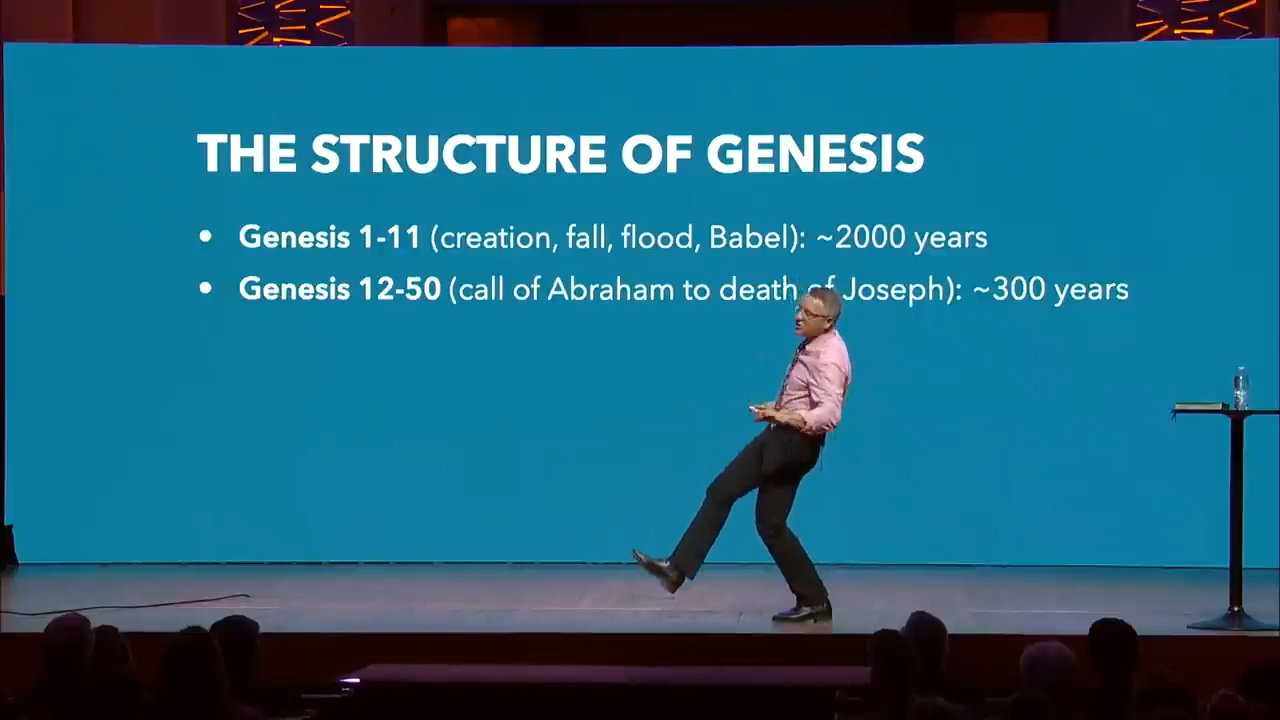 THE STRUCTURE OF GENESIS
• Genesis 1-11 (creation, fall, flood, Babel): ~2000 years
• Genesis 12-50 (call of Abraham to death of Joseph): ~300 years